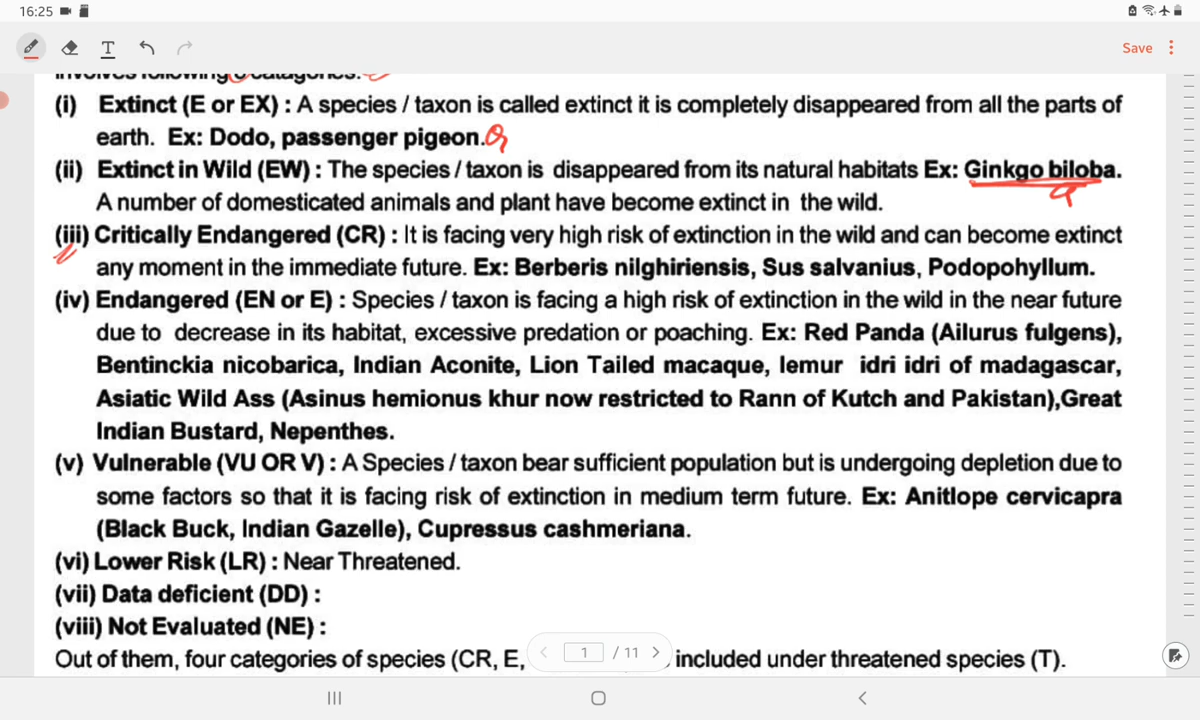 16:25
T
Save
involves following 8 catagories.
(i) Extinct (E or EX) : A species / taxon is called extinct it is completely disappeared from all the parts of
earth. Ex: Dodo, passenger pigeon.
(ii) Extinct in Wild (EW) : The species / taxon is disappeared from its natural habitats Ex: Ginkgo biloba.
A number of domesticated animals and plant have become extinct in the wild.
(iii) Critically Endangered (CR) : It is facing very high risk of extinction in the wild and can become extinct
any moment in the immediate future. Ex: Berberis nilghiriensis, Sus salvanius, Podopohyllum.
(iv) Endangered (EN or E) : Species / taxon is facing a high risk of extinction in the wild in the near future
due to decrease in its habitat, excessive predation or poaching. Ex: Red Panda (Ailurus fulgens),
Bentinckia nicobarica, Indian Aconite, Lion Tailed macaque, lemur idri idri of madagascar,
Asiatic Wild Ass (Asinus hemionus khur now restricted to Rann of Kutch and Pakistan),Great
Indian Bustard, Nepenthes.
(v) Vulnerable (VU OR V) : A Species / taxon bear sufficient population but is undergoing depletion due to
some factors so that it is facing risk of extinction in medium term future. Ex: Anitlope cervicapra
(Black Buck, Indian Gazelle), Cupressus cashmeriana.
(vi) Lower Risk (LR) : Near Threatened.
(vii) Data deficient (DD) :
(viii) Not Evaluated (NE) :
Out of them, four categories of species (CR, E, included under threatened species (T).
1 / 11